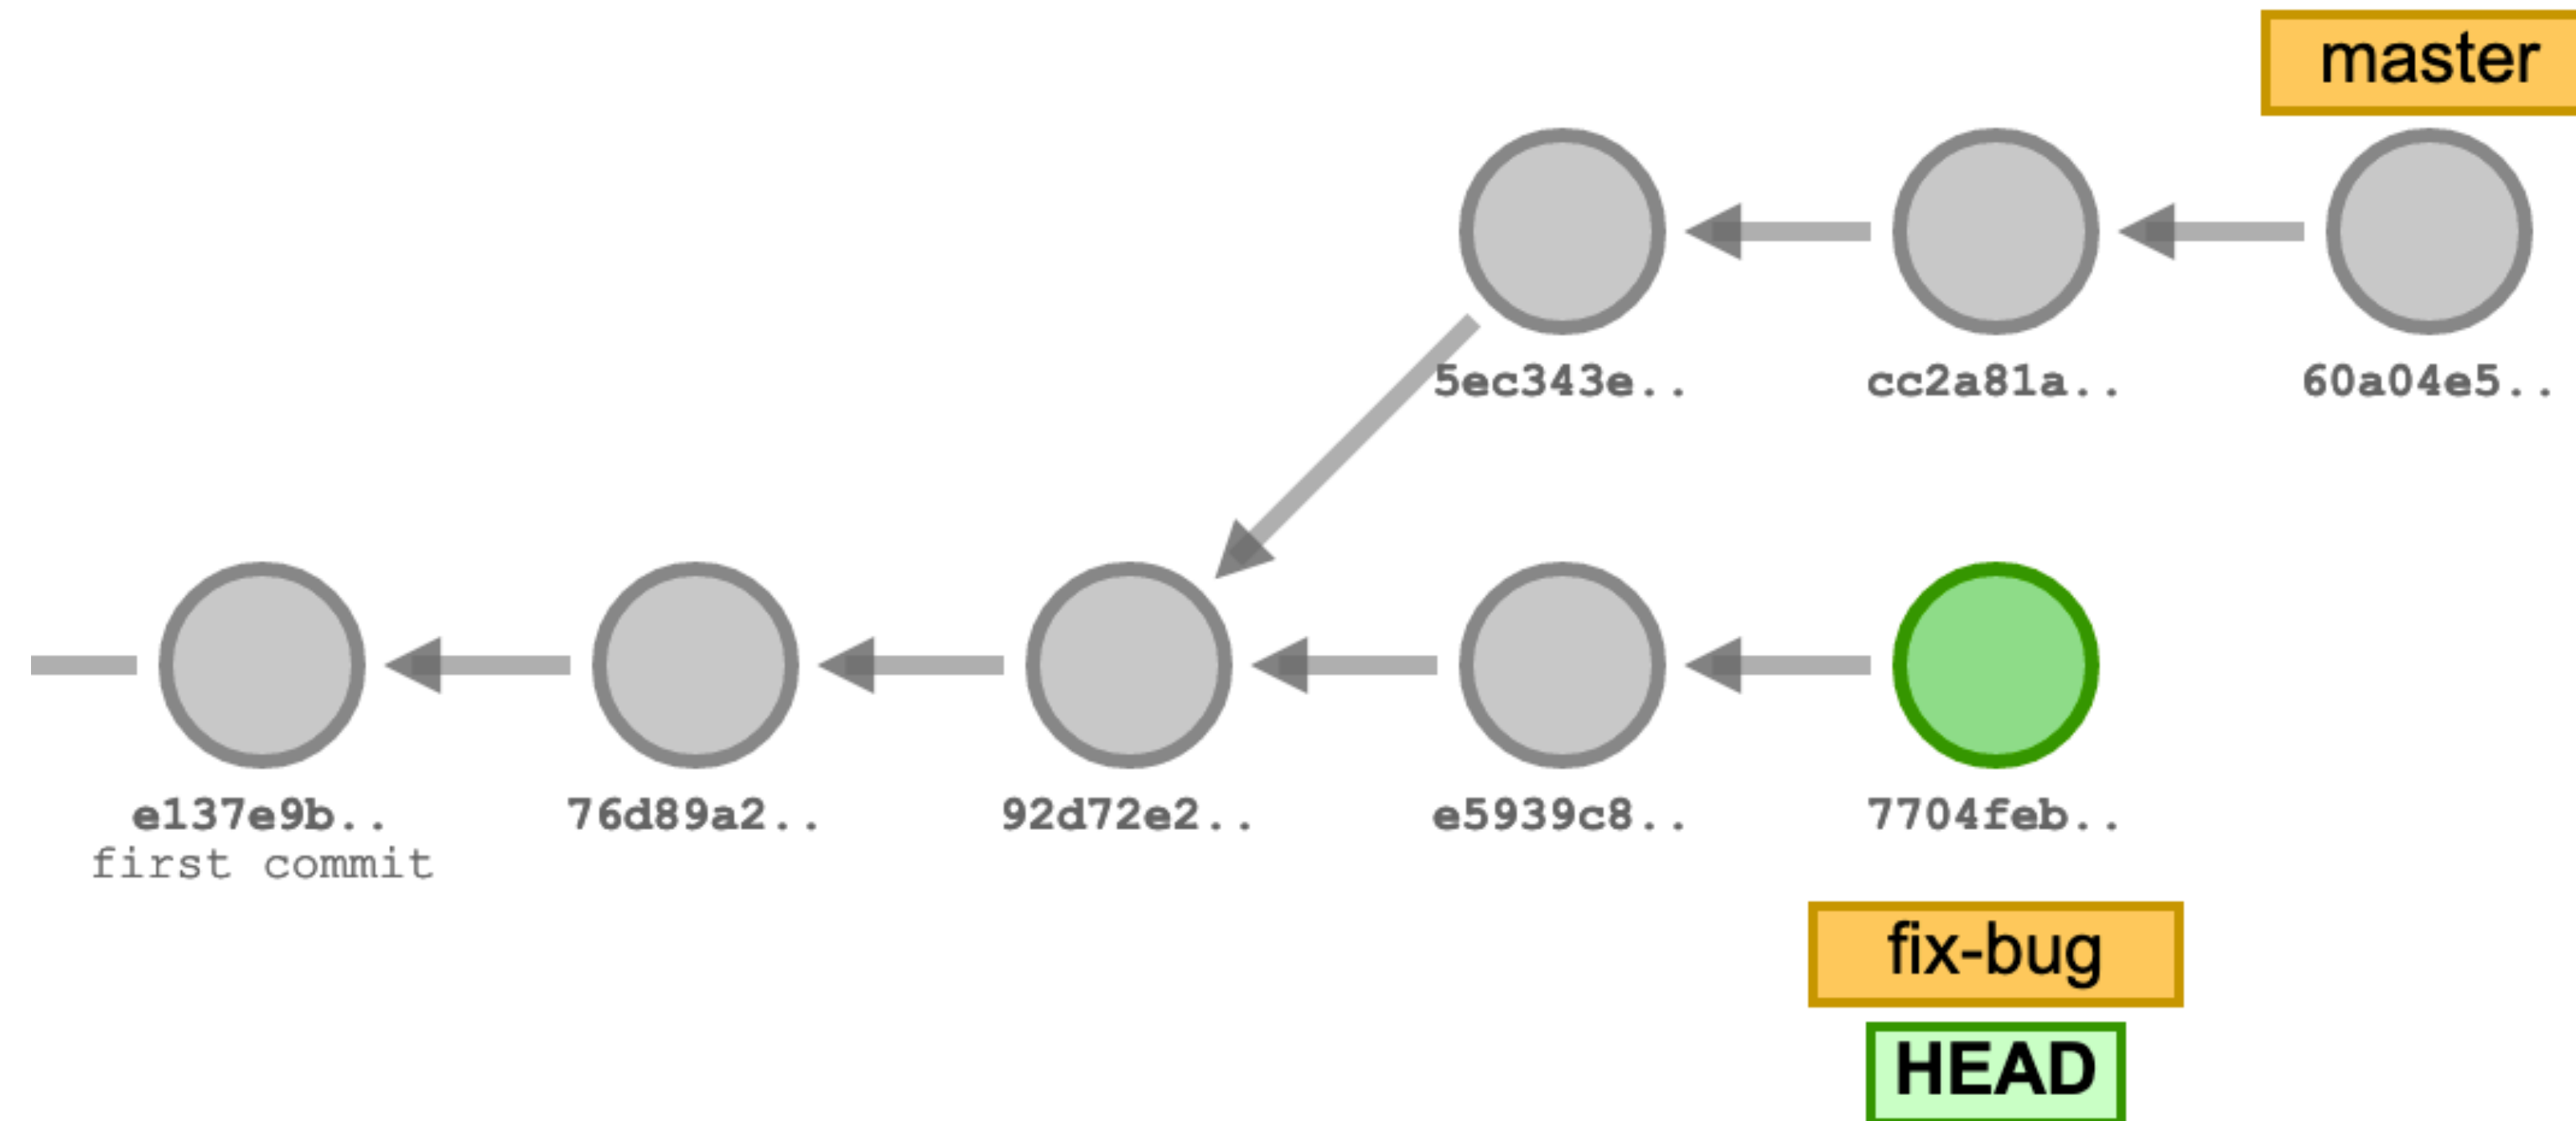 master
5ec343e..
cc2a81a..
60a04e5..
e137e9b..
first commit
76d89a2..
92d72e2..
e5939c8..
7704feb..
fix-bug
HEAD